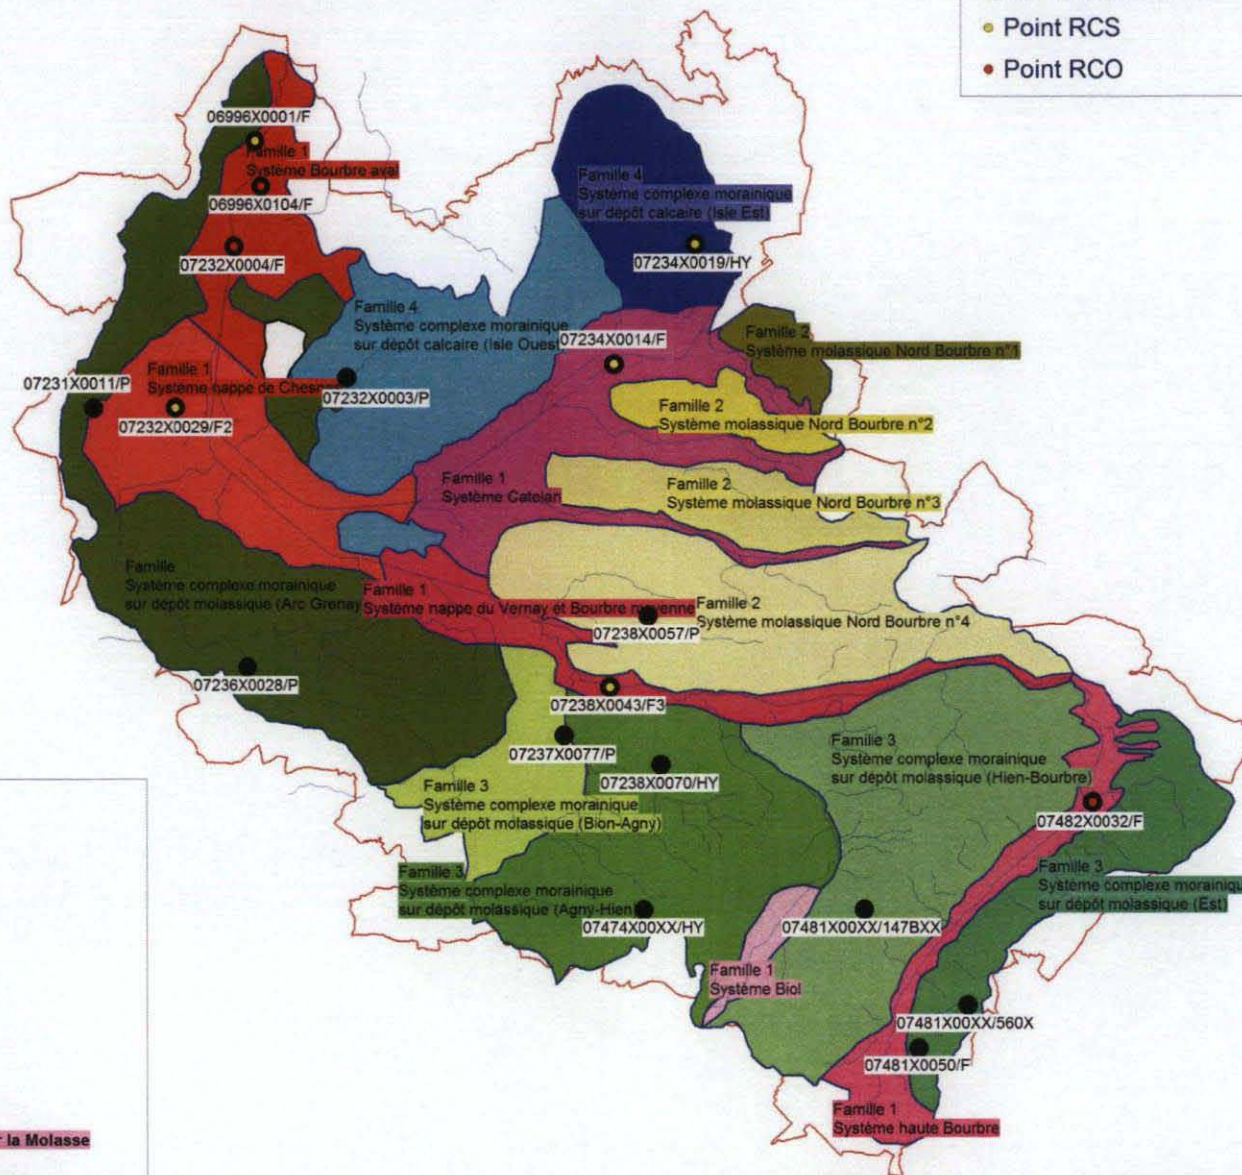 Point RCS
Point RCO
06996X0001/F
Famille 1
Système Bourbre aval
06996X0104/F
07232X0004/F
Famille 4
Système complexe morainique
sur dépôt calcaire (Isle Est)
07234X0019/HY
Famille 4
Système complexe morainique
sur dépôt calcaire (Isle Ouest
07234X0014/F
Famille 2
Système molassique Nord Bourbre n°1
07231X0011/P
Famille 1
Système nappe de
07232X0029/F2
07232X0003/P
Famille 2
Système molassique Nord Bourbre n°2
Famille 1
Système Catelan
Famille 2
Système molassique Nord Bourbre n°3
Famille
Système complexe morainique
sur dépôt molassique (Arc Grenay
Famille 1
Système nappe du Vernay et Bourbre moyenne
Famille 2
Système molassique Nord Bourbre n°4
07238X0057/P
07236X0028/P
07238X0043/F3
07237X0077/P
07238X0070/HY
Famille 3
Système complexe morainique
sur dépôt molassique (Hien-Bourbre)
Famille 3
Système complexe morainique
sur dépôt molassique (Bion-Agny)
07482X0032/F
Famille 3
Système complexe morainique
sur dépôt molassique (Agny-Hien
07474X00XX/HY
07481X00XX/147BXX
Famille 3
Système complexe morainiqu
sur dépôt molassique (Est)
Famille 1
Système Biol
07481X00XX/560X
07481X0050/F
Famille 1
Système haute Bourbre
r la Molasse